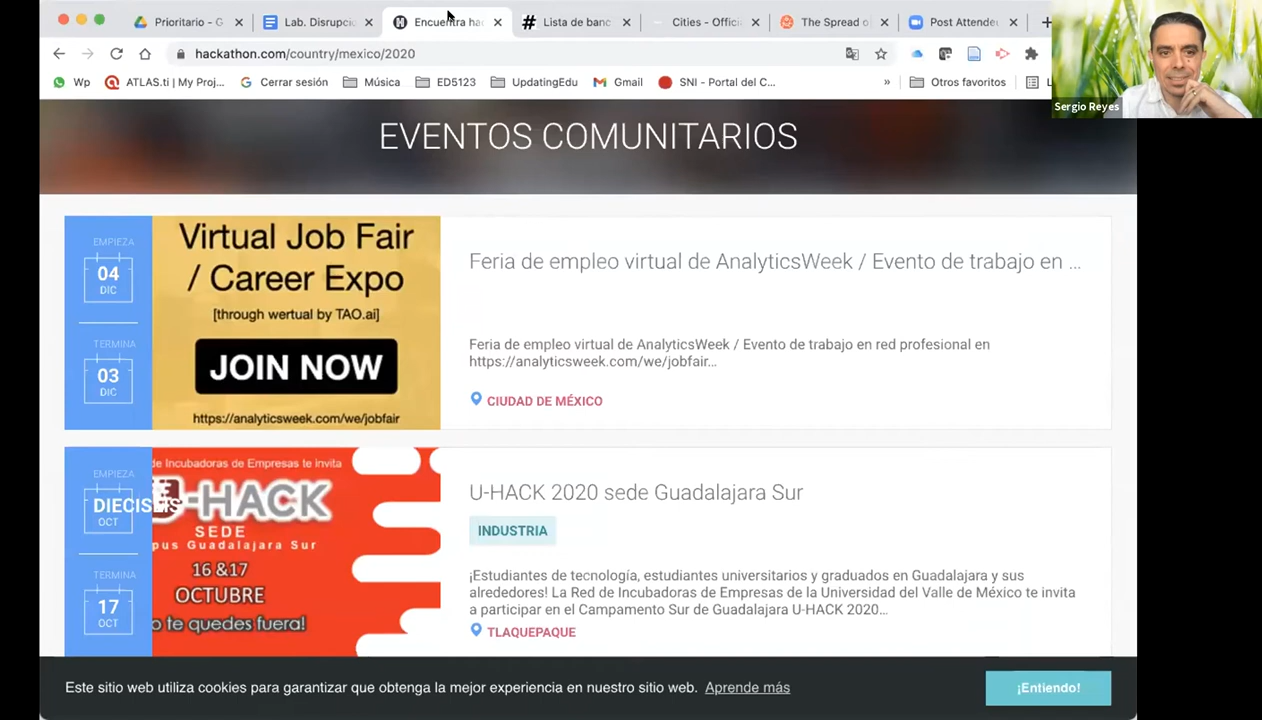 Prioritario - G
Lab. Disrupci
Encuentra ha
Lista de banc
Cities - Offici
The Spread o
Post Attende
hackathon.com/country/mexico/2020
Wp
ATLAS.ti | My Proj...
Cerrar sesión
Música
ED5123
UpdatingEdu
Gmail
SNI - Portal del C...
»
Otros favoritos
Sergio Reyes
EVENTOS COMUNITARIOS
EMPIEZA
04
DIC
TERMINA
03
DIC
Virtual Job Fair
/ Career Expo
[through wertual by TAO.ai]
JOIN NOW
https://analyticsweek.com/we/jobfair
Feria de empleo virtual de AnalyticsWeek / Evento de trabajo en ...
Feria de empleo virtual de AnalyticsWeek / Evento de trabajo en red profesional en
https://analyticsweek.com/we/jobfair...
CIUDAD DE MÉXICO
EMPIEZA
DIECISÉIS
OCT
TERMINA
17
OCT
de Incubadoras de Empresas te invita
U-HACK
SEDE
pus Guadalajara Sur
16 &17
OCTUBRE
o te quedes fuera!
U-HACK 2020 sede Guadalajara Sur
INDUSTRIA
¡Estudiantes de tecnología, estudiantes universitarios y graduados en Guadalajara y sus
alrededores! La Red de Incubadoras de Empresas de la Universidad del Valle de México te invita
a participar en el Campamento Sur de Guadalajara U-HACK 2020...
TLAQUEPAQUE
Este sitio web utiliza cookies para garantizar que obtenga la mejor experiencia en nuestro sitio web. Aprende más
¡Entiendo!